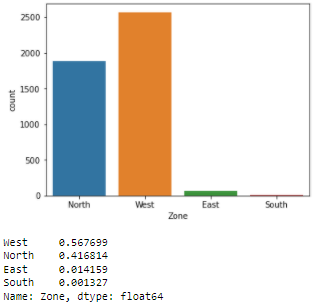 2500
2000
1500
1000
500
0
count
North West East South
Zone
West 0.567699
North 0.416814
East 0.014159
South 0.001327
Name: Zone, dtype: float64